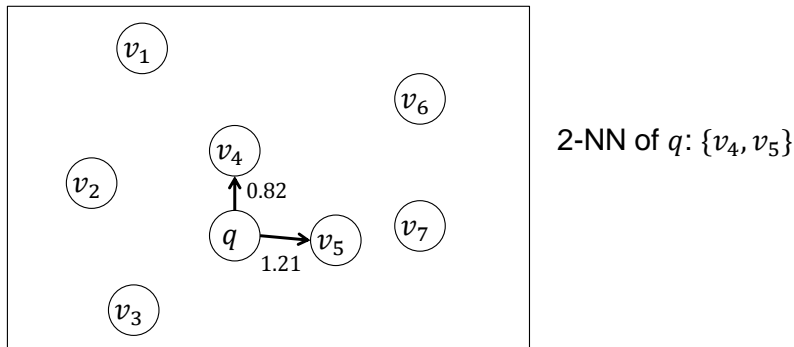 v₁
v₆
2-NN of q: {v₄, v₅}
v₄
v₂
0.82
q
v₅
v₇
1.21
v₃